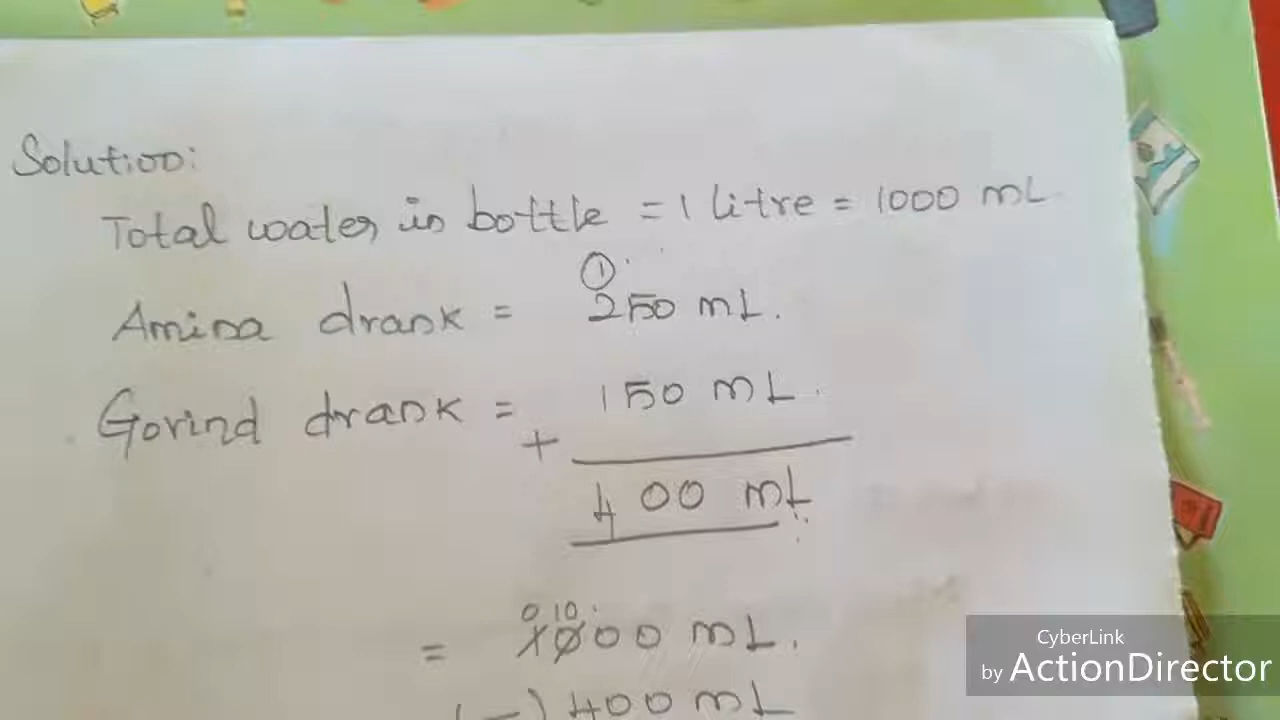 Solution:
Total water in bottle = 1 litre = 1000 mL
1
Amina drank = 250 mL.
Govind drank = 150 mL.
+
400 mL
0 10
= 1000 mL.
(-) 400 mL
CyberLink
by ActionDirector